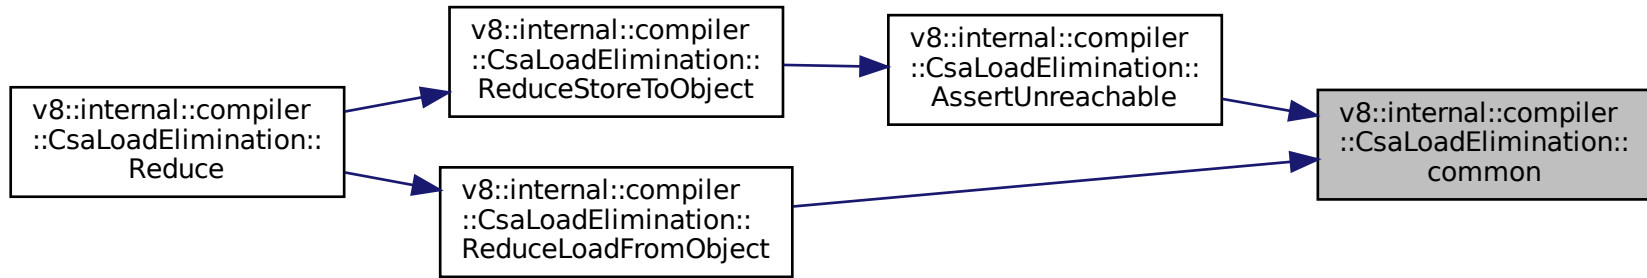 v8::internal::compiler
::CsaLoadElimination::
Reduce
v8::internal::compiler
::CsaLoadElimination::
ReduceStoreToObject
v8::internal::compiler
::CsaLoadElimination::
AssertUnreachable
v8::internal::compiler
::CsaLoadElimination::
ReduceLoadFromObject
v8::internal::compiler
::CsaLoadElimination::
common